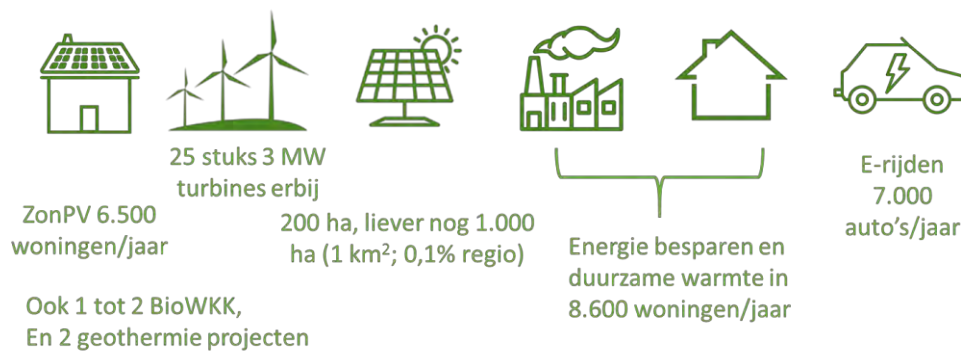 ZonPV 6.500
woningen/jaar
25 stuks 3 MW
turbines erbij
200 ha, liever nog 1.000
ha (1 km²; 0,1% regio)
Energie besparen en
duurzame warmte in
8.600 woningen/jaar
E-rijden
7.000
auto's/jaar
Ook 1 tot 2 BioWKK,
En 2 geothermie projecten